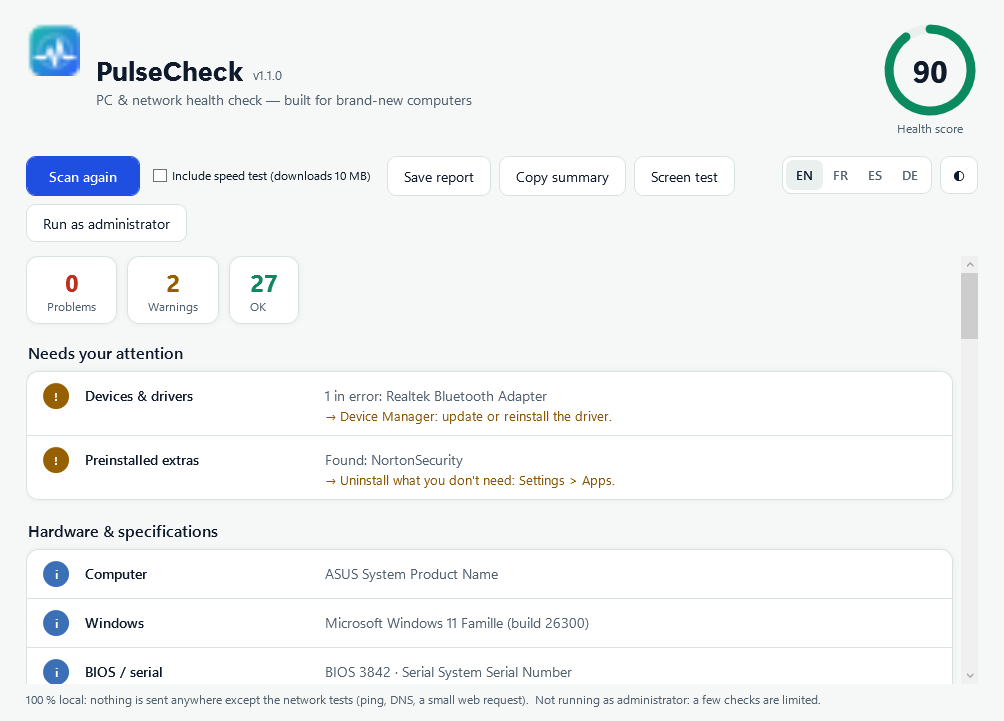 PulseCheck v1.1.0
PC & network health check — built for brand-new computers
90
Health score
Scan again
Include speed test (downloads 10 MB)
Save report
Copy summary
Screen test
EN FR ES DE
Run as administrator
0
Problems
2
Warnings
27
OK
Needs your attention
! Devices & drivers 1 in error: Realtek Bluetooth Adapter
→ Device Manager: update or reinstall the driver.
! Preinstalled extras Found: NortonSecurity
→ Uninstall what you don't need: Settings > Apps.
Hardware & specifications
i Computer ASUS System Product Name
i Windows Microsoft Windows 11 Famille (build 26300)
i BIOS / serial BIOS 3842 · Serial System Serial Number
100 % local: nothing is sent anywhere except the network tests (ping, DNS, a small web request). Not running as administrator: a few checks are limited.